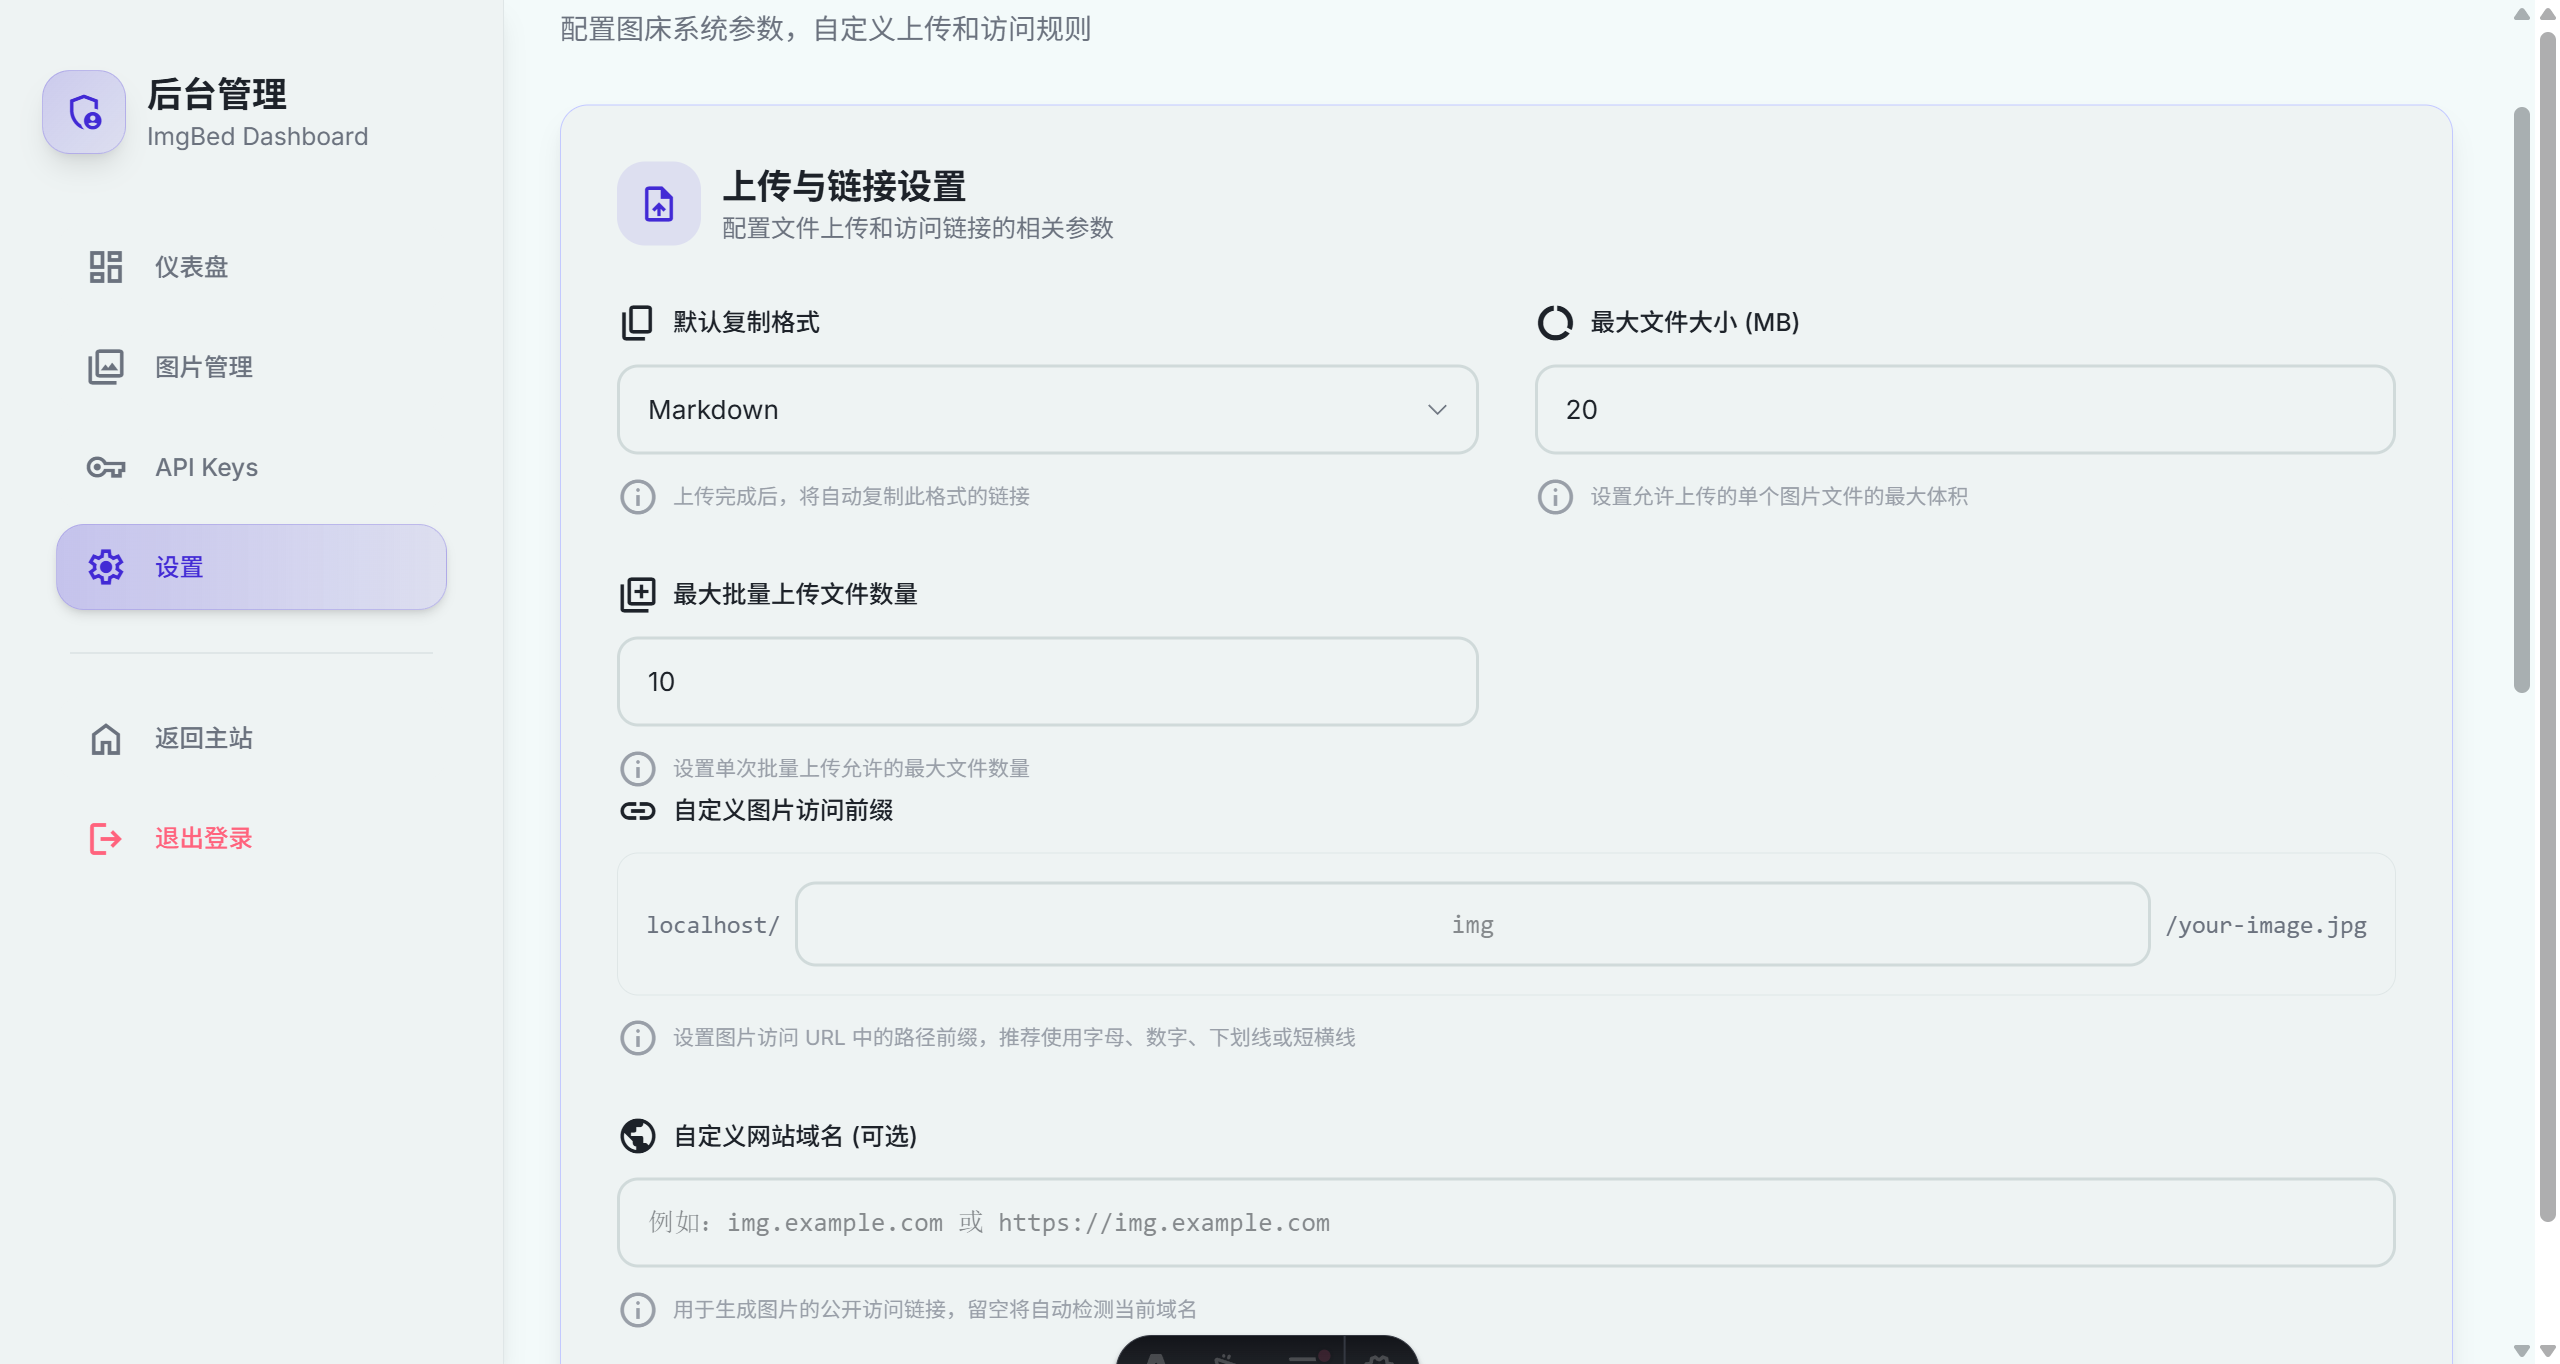 后台管理
ImgBed Dashboard
仪表盘
图片管理
API Keys
设置
返回主站
退出登录
配置图床系统参数，自定义上传和访问规则
上传与链接设置
配置文件上传和访问链接的相关参数
默认复制格式
Markdown
上传完成后，将自动复制此格式的链接
最大文件大小 (MB)
20
设置允许上传的单个图片文件的最大体积
最大批量上传文件数量
10
设置单次批量上传允许的最大文件数量
自定义图片访问前缀
localhost/ img /your-image.jpg
设置图片访问 URL 中的路径前缀，推荐使用字母、数字、下划线或短横线
自定义网站域名 (可选)
例如：img.example.com 或 https://img.example.com
用于生成图片的公开访问链接，留空将自动检测当前域名